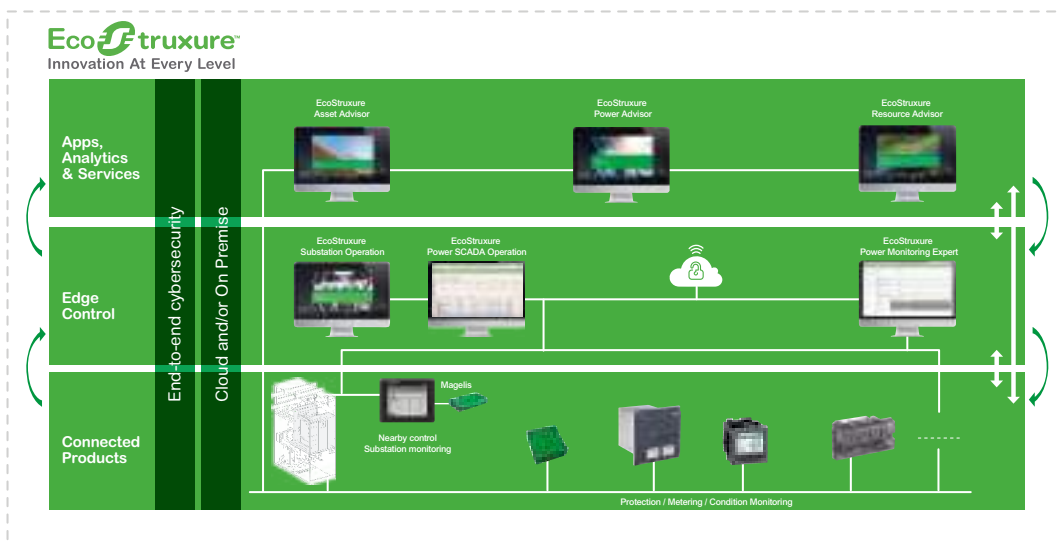 EcoStruxure™
Innovation At Every Level
Apps,
Analytics
& Services
End-to-end cybersecurity
Cloud and/or On Premise
EcoStruxure
Asset Advisor
EcoStruxure
Power Advisor
EcoStruxure
Resource Advisor
Edge
Control
EcoStruxure
Substation Operation
EcoStruxure
Power SCADA Operation
EcoStruxure
Power Monitoring Expert
Connected
Products
Magelis
Nearby control
Substation monitoring
Protection / Metering / Condition Monitoring